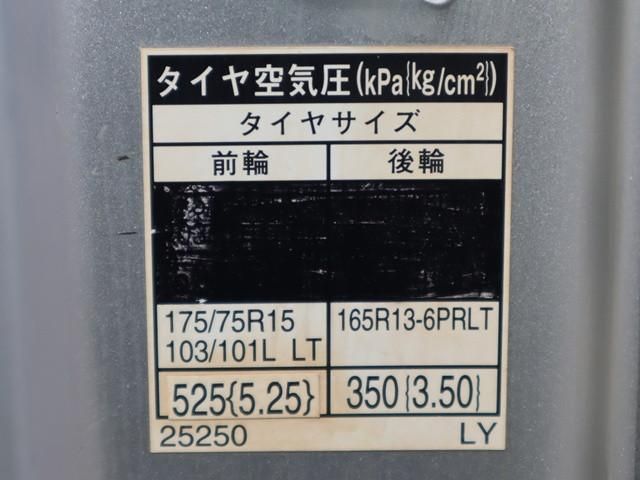 タイヤ空気圧(kPa{kg/cm²})
タイヤサイズ
前輪 後輪
175/75R15 165R13-6PRLT
103/101L LT
525{5.25} 350{3.50}
25250 LY